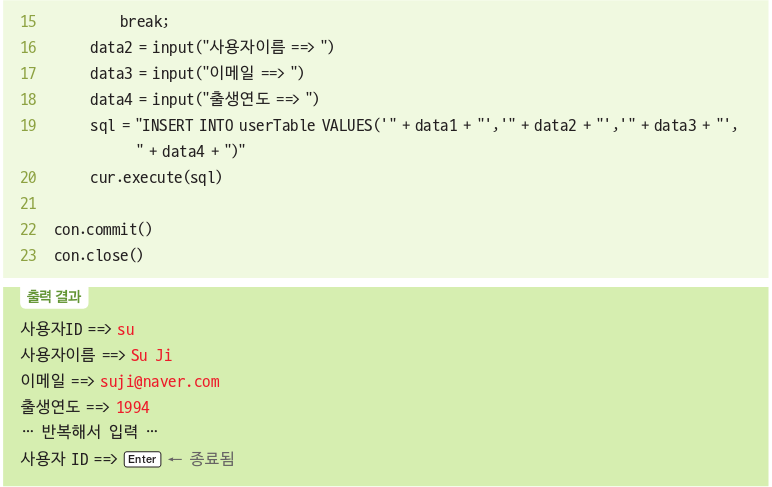 15 break;
16 data2 = input("사용자이름 ==> ")
17 data3 = input("이메일 ==> ")
18 data4 = input("출생연도 ==> ")
19 sql = "INSERT INTO userTable VALUES('" + data1 + "','" + data2 + "','" + data3 + "',
" + data4 + ")"
20 cur.execute(sql)
21
22 con.commit()
23 con.close()
출력 결과
사용자ID ==> su
사용자이름 ==> Su Ji
이메일 ==> suji@naver.com
출생연도 ==> 1994
··· 반복해서 입력 ···
사용자 ID ==> Enter ← 종료됨